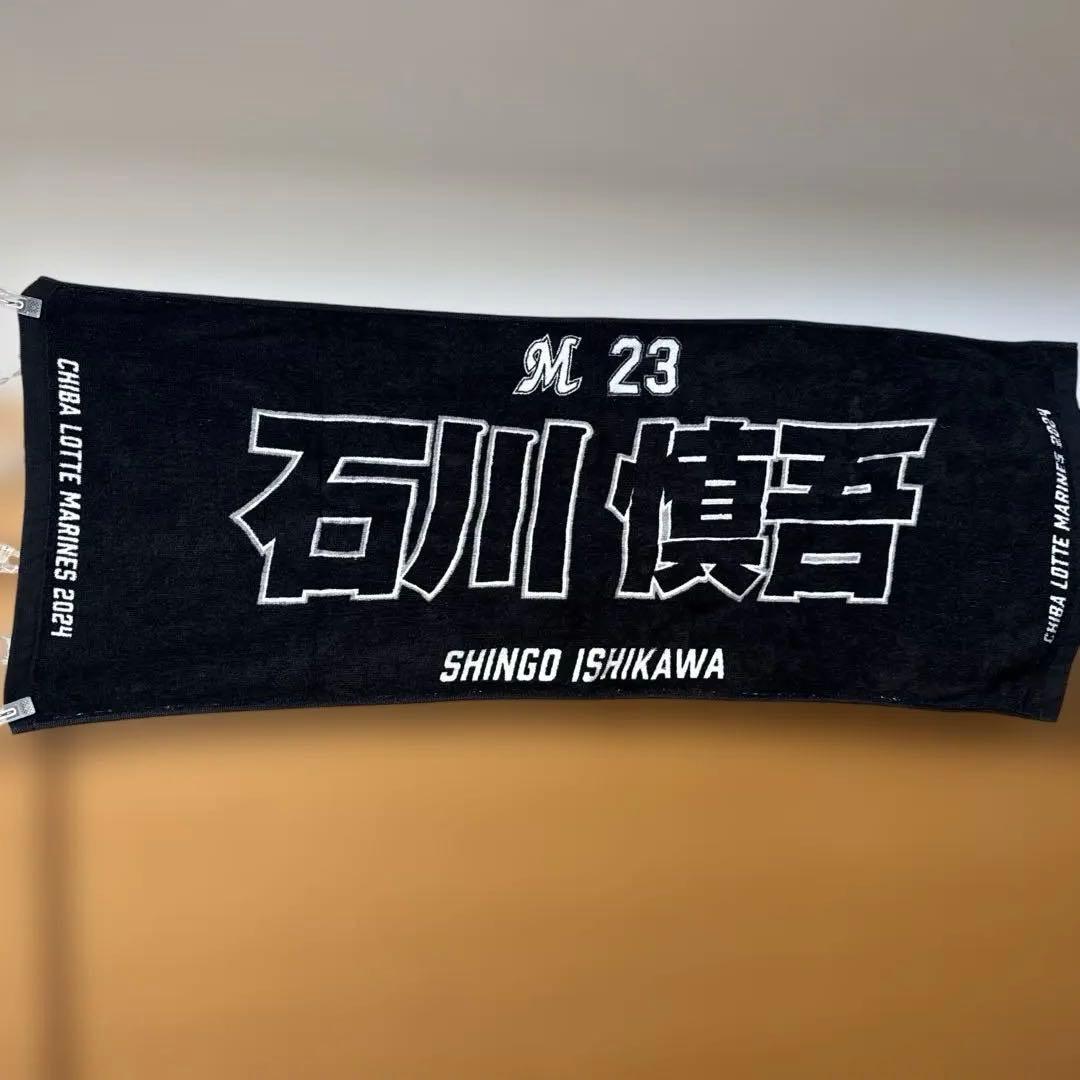 M 23
石川 慎吾
SHINGO ISHIKAWA
CHIBA LOTTE MARINES 2024
CHIBA LOTTE MARINES 2024